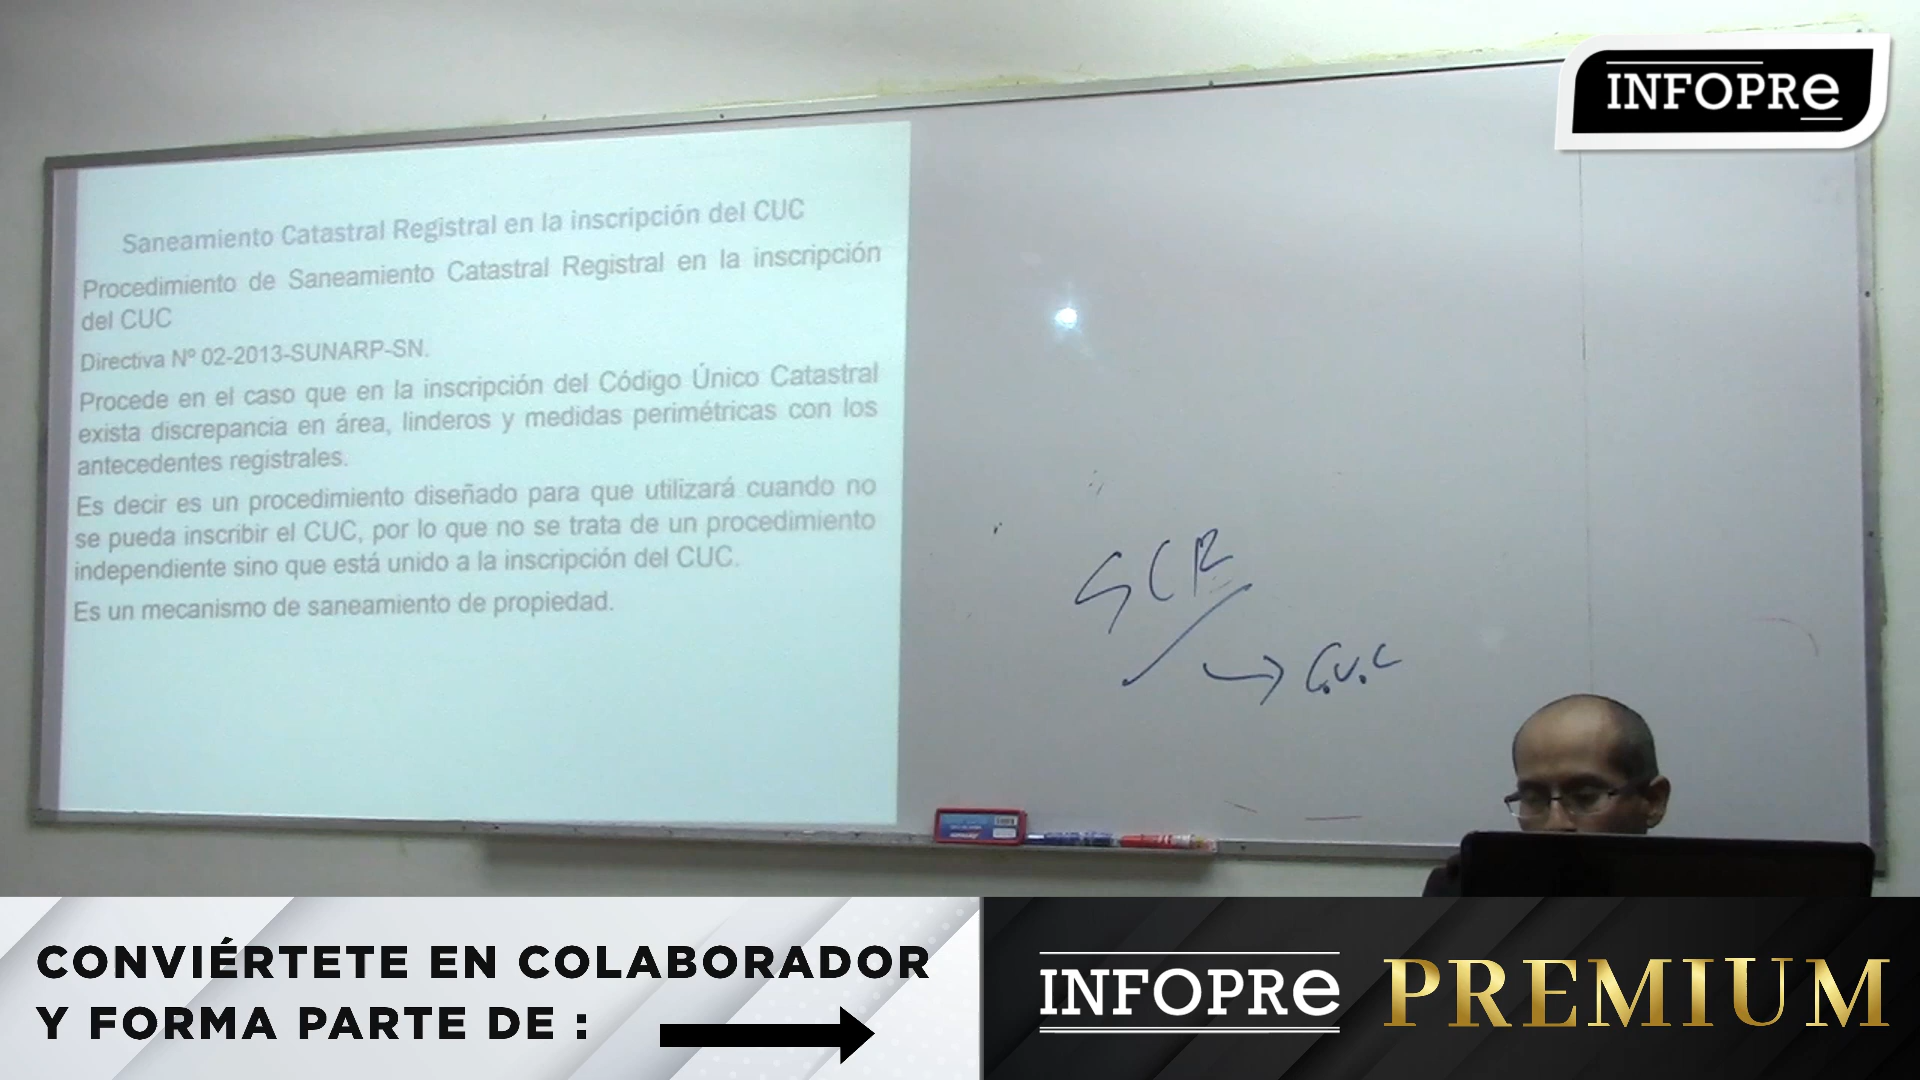 INFOPRe
Saneamiento Catastral Registral en la inscripción del CUC
Procedimiento de Saneamiento Catastral Registral en la inscripción
del CUC
Directiva Nº 02-2013-SUNARP-SN.
Procede en el caso que en la inscripción del Código Único Catastral
exista discrepancia en área, linderos y medidas perimétricas con los
antecedentes registrales.
Es decir es un procedimiento diseñado para que utilizará cuando no
se pueda inscribir el CUC, por lo que no se trata de un procedimiento
independiente sino que está unido a la inscripción del CUC.
Es un mecanismo de saneamiento de propiedad.
SCR
→ C.U.C
CONVIÉRTETE EN COLABORADOR
Y FORMA PARTE DE :
INFOPRe PREMIUM